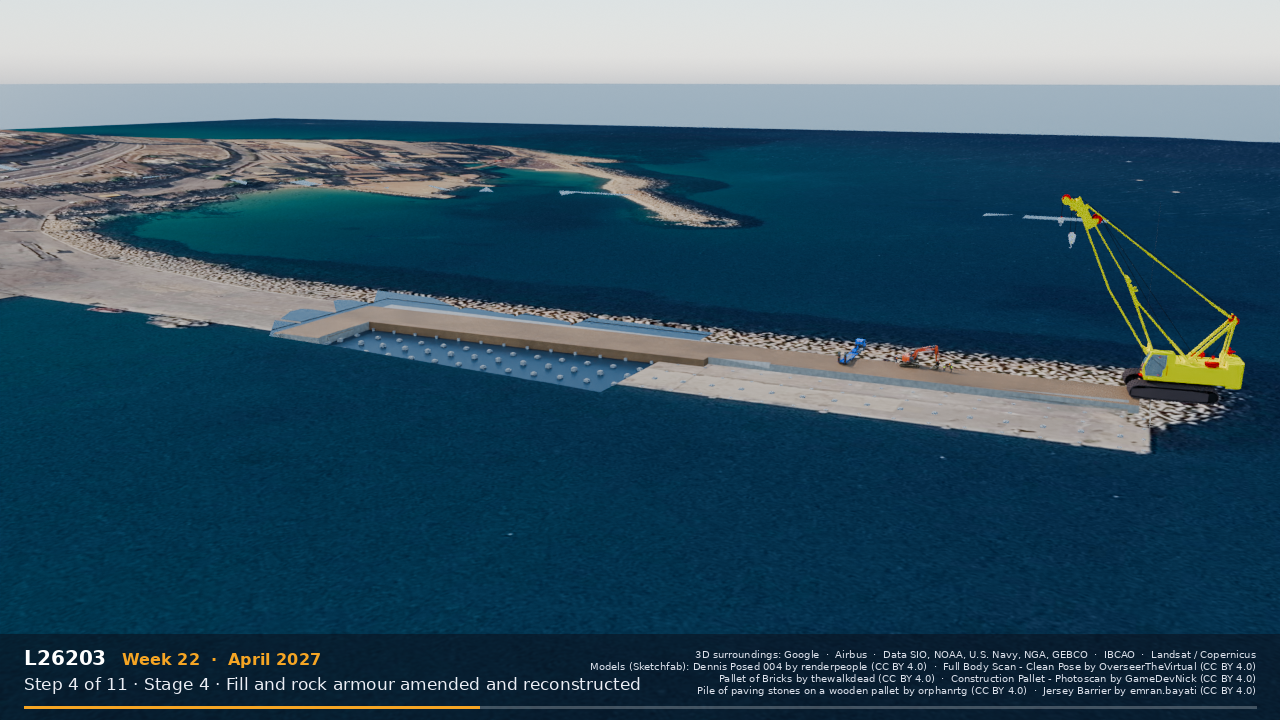 L26203 Week 22 · April 2027
Step 4 of 11 · Stage 4 · Fill and rock armour amended and reconstructed
3D surroundings: Google · Airbus · Data SIO, NOAA, U.S. Navy, NGA, GEBCO · IBCAO · Landsat / Copernicus
Models (Sketchfab): Dennis Posed 004 by renderpeople (CC BY 4.0) · Full Body Scan - Clean Pose by OverseerTheVirtual (CC BY 4.0)
Pallet of Bricks by thewalkdead (CC BY 4.0) · Construction Pallet - Photoscan by GameDevNick (CC BY 4.0)
Pile of paving stones on a wooden pallet by orphanrtg (CC BY 4.0) · Jersey Barrier by emran.bayati (CC BY 4.0)